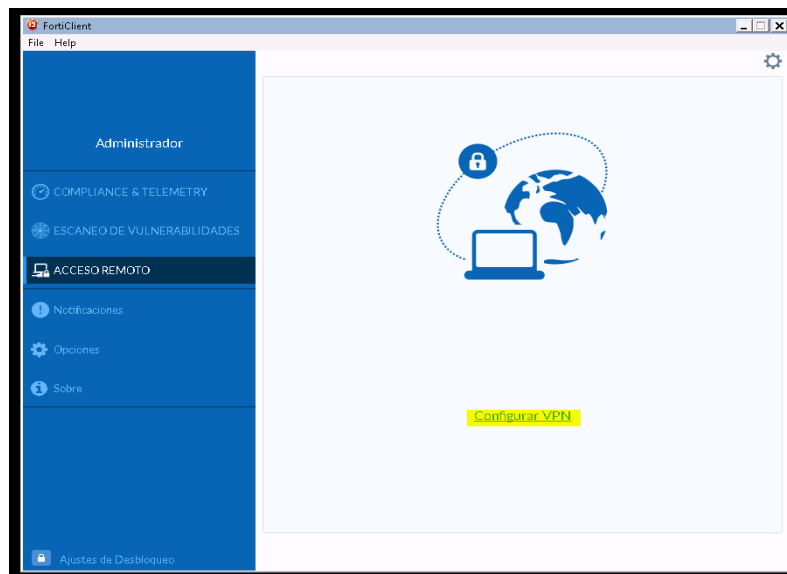 FortiClient
File Help
Administrador
COMPLIANCE & TELEMETRY
ESCANEO DE VULNERABILIDADES
ACCESO REMOTO
Notificaciones
Opciones
Sobre
Configurar VPN
Ajustes de Desbloqueo